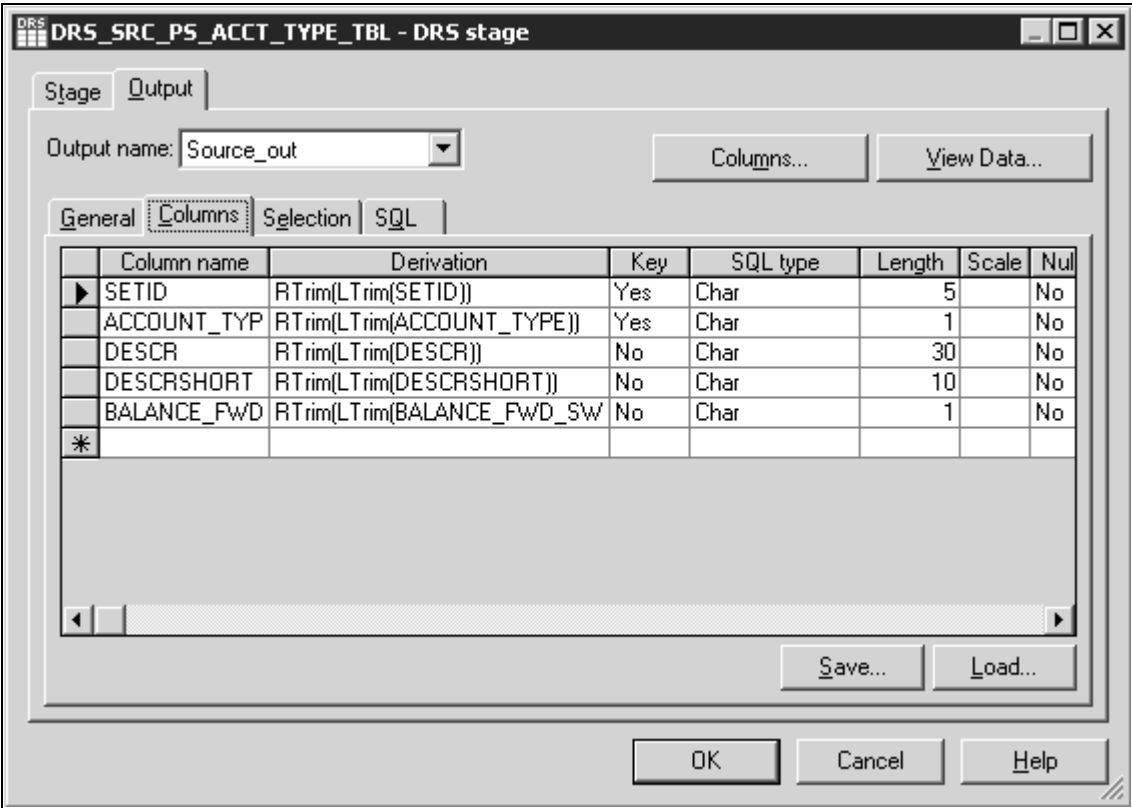 DRS DRS_SRC_PS_ACCT_TYPE_TBL - DRS stage
Stage Output
Output name: Source_out Columns... View Data...
General Columns Selection SQL
Column name Derivation Key SQL type Length Scale Nul
SETID RTrim(LTrim(SETID)) Yes Char 5 No
ACCOUNT_TYP RTrim(LTrim(ACCOUNT_TYPE)) Yes Char 1 No
DESCR RTrim(LTrim(DESCR)) No Char 30 No
DESCRSHORT RTrim(LTrim(DESCRSHORT)) No Char 10 No
BALANCE_FWD RTrim(LTrim(BALANCE_FWD_SW No Char 1 No
Save... Load...
OK Cancel Help